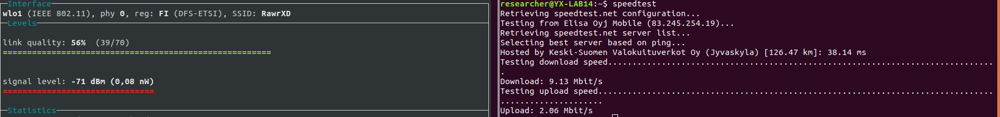 Interface
wlo1 (IEEE 802.11), phy 0, reg: FI (DFS-ETSI), SSID: RawrXD
Levels
link quality: 56%  (39/70)
==============================================================
signal level: -71 dBm (0,08 nW)
===============================
Statistics
researcher@YX-LAB14:~$ speedtest
Retrieving speedtest.net configuration...
Testing from Elisa Oyj Mobile (83.245.254.19)...
Retrieving speedtest.net server list...
Selecting best server based on ping...
Hosted by Keski-Suomen Valokuituverkot Oy (Jyvaskyla) [126.47 km]: 38.14 ms
Testing download speed...............................................................................
.
Download: 9.13 Mbit/s
Testing upload speed.................................................................................
.....................
Upload: 2.06 Mbit/s